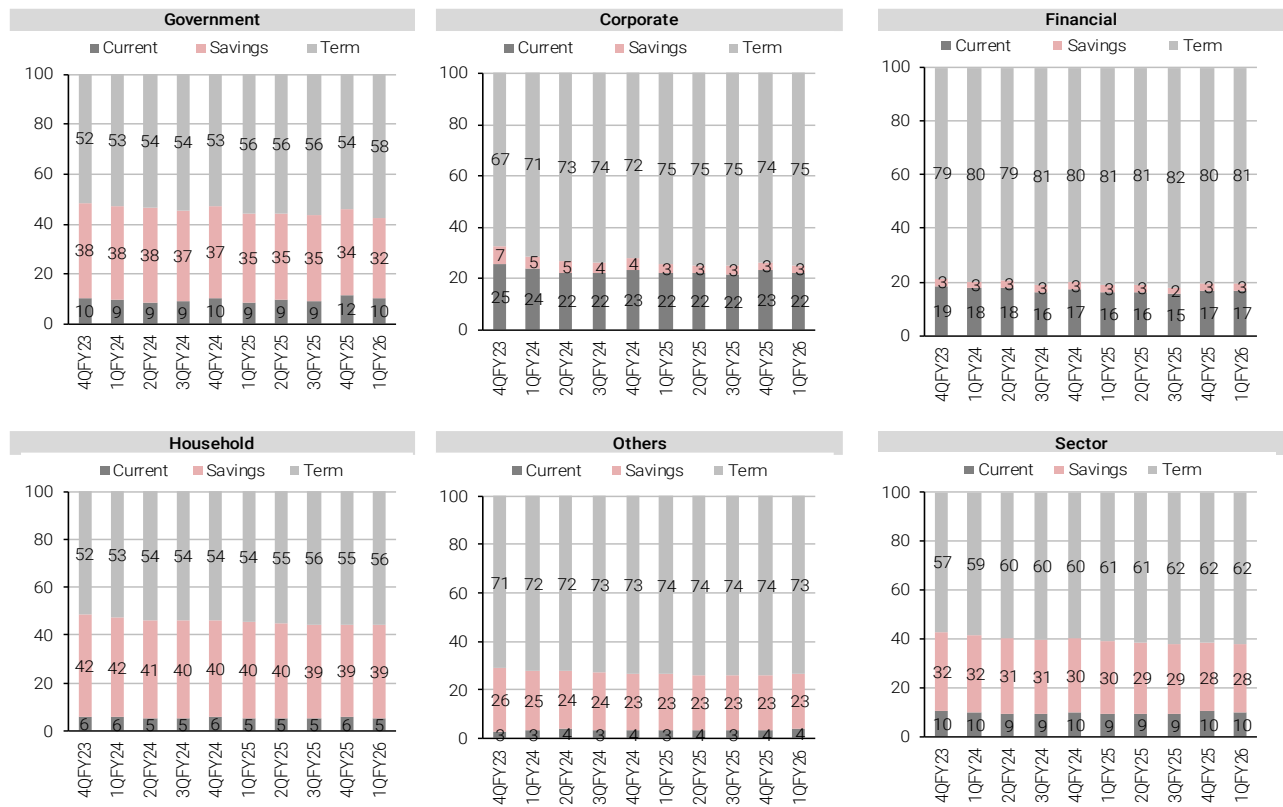 Government
Current Savings Term
100
80
60
40
20
0
52 53 54 54 53 56 56 56 54 58
38 38 38 37 37 35 35 35 34 32
10 9 9 9 10 9 9 9 12 10
4QFY23 1QFY24 2QFY24 3QFY24 4QFY24 1QFY25 2QFY25 3QFY25 4QFY25 1QFY26
Corporate
Current Savings Term
100
80
60
40
20
0
67 71 73 74 72 75 75 75 74 75
7 5 5 4 4 3 3 3 3 3
25 24 22 22 23 22 22 22 23 22
4QFY23 1QFY24 2QFY24 3QFY24 4QFY24 1QFY25 2QFY25 3QFY25 4QFY25 1QFY26
Financial
Current Savings Term
100
80
60
40
20
0
79 80 79 81 80 81 81 82 80 81
3 3 3 3 3 3 3 2 3 3
19 18 18 16 17 16 16 15 17 17
4QFY23 1QFY24 2QFY24 3QFY24 4QFY24 1QFY25 2QFY25 3QFY25 4QFY25 1QFY26
Household
Current Savings Term
100
80
60
40
20
0
52 53 54 54 54 54 55 56 55 56
42 42 41 40 40 40 40 39 39 39
6 6 5 5 6 5 5 5 6 5
4QFY23 1QFY24 2QFY24 3QFY24 4QFY24 1QFY25 2QFY25 3QFY25 4QFY25 1QFY26
Others
Current Savings Term
100
80
60
40
20
0
71 72 72 73 73 74 74 74 74 73
26 25 24 24 23 23 23 23 23 23
3 3 4 3 4 3 4 3 4 4
4QFY23 1QFY24 2QFY24 3QFY24 4QFY24 1QFY25 2QFY25 3QFY25 4QFY25 1QFY26
Sector
Current Savings Term
100
80
60
40
20
0
57 59 60 60 60 61 61 62 62 62
32 32 31 31 30 30 29 29 28 28
10 10 9 9 10 9 9 9 10 10
4QFY23 1QFY24 2QFY24 3QFY24 4QFY24 1QFY25 2QFY25 3QFY25 4QFY25 1QFY26